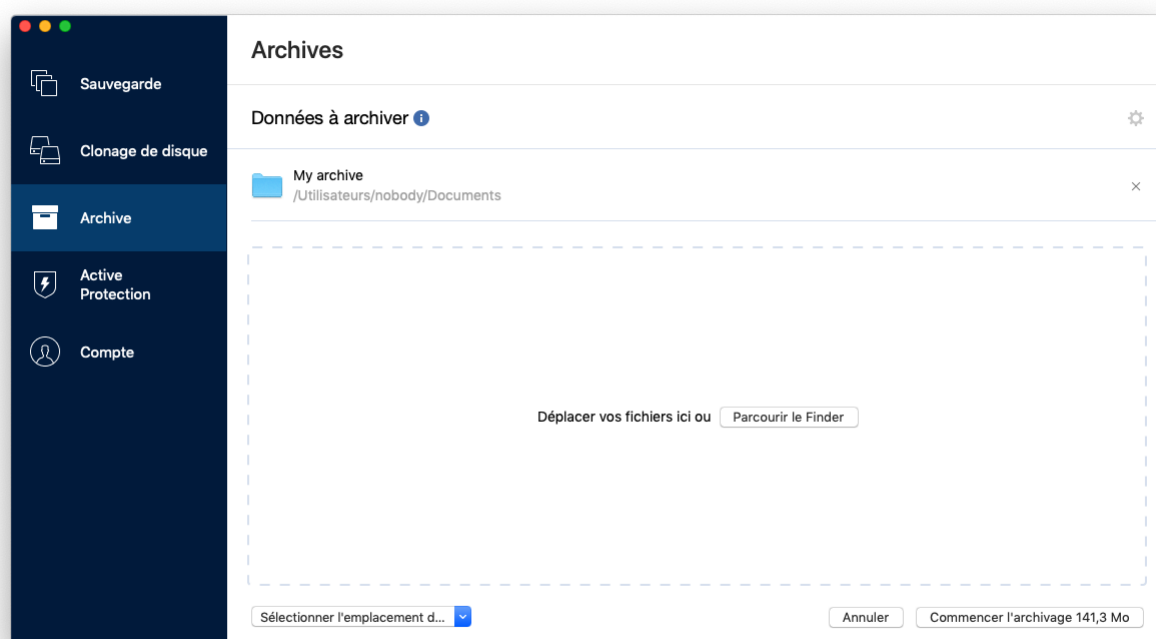 Sauvegarde
Clonage de disque
Archive
Active
Protection
Compte
Archives
Données à archiver
My archive
/Utilisateurs/nobody/Documents
Déplacer vos fichiers ici ou Parcourir le Finder
Sélectionner l'emplacement d... Annuler Commencer l'archivage 141,3 Mo